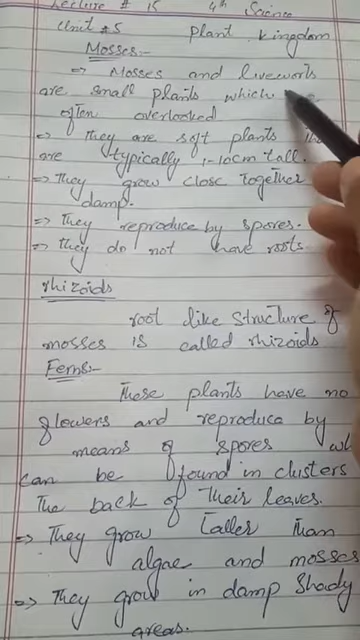 Lecture # 15 4th Science
Unit # 5 Plant Kingdom
Mosses:-
⇒ Mosses and liveworts
are small plants which
often overlooked
⇒ they are soft plants
are typically 1-10cm tall.
⇒ They grow close together
damp.
⇒ They reproduce by spores.
⇒ They do not have roots
rhizoids
root like structure of
mosses is called rhizoids
Ferns:-
These plants have no
flowers and reproduce by
means of spores
can be found in clusters
The back of their leaves.
⇒ They grow taller than
algae and mosses
⇒ They grow in damp shady
areas.